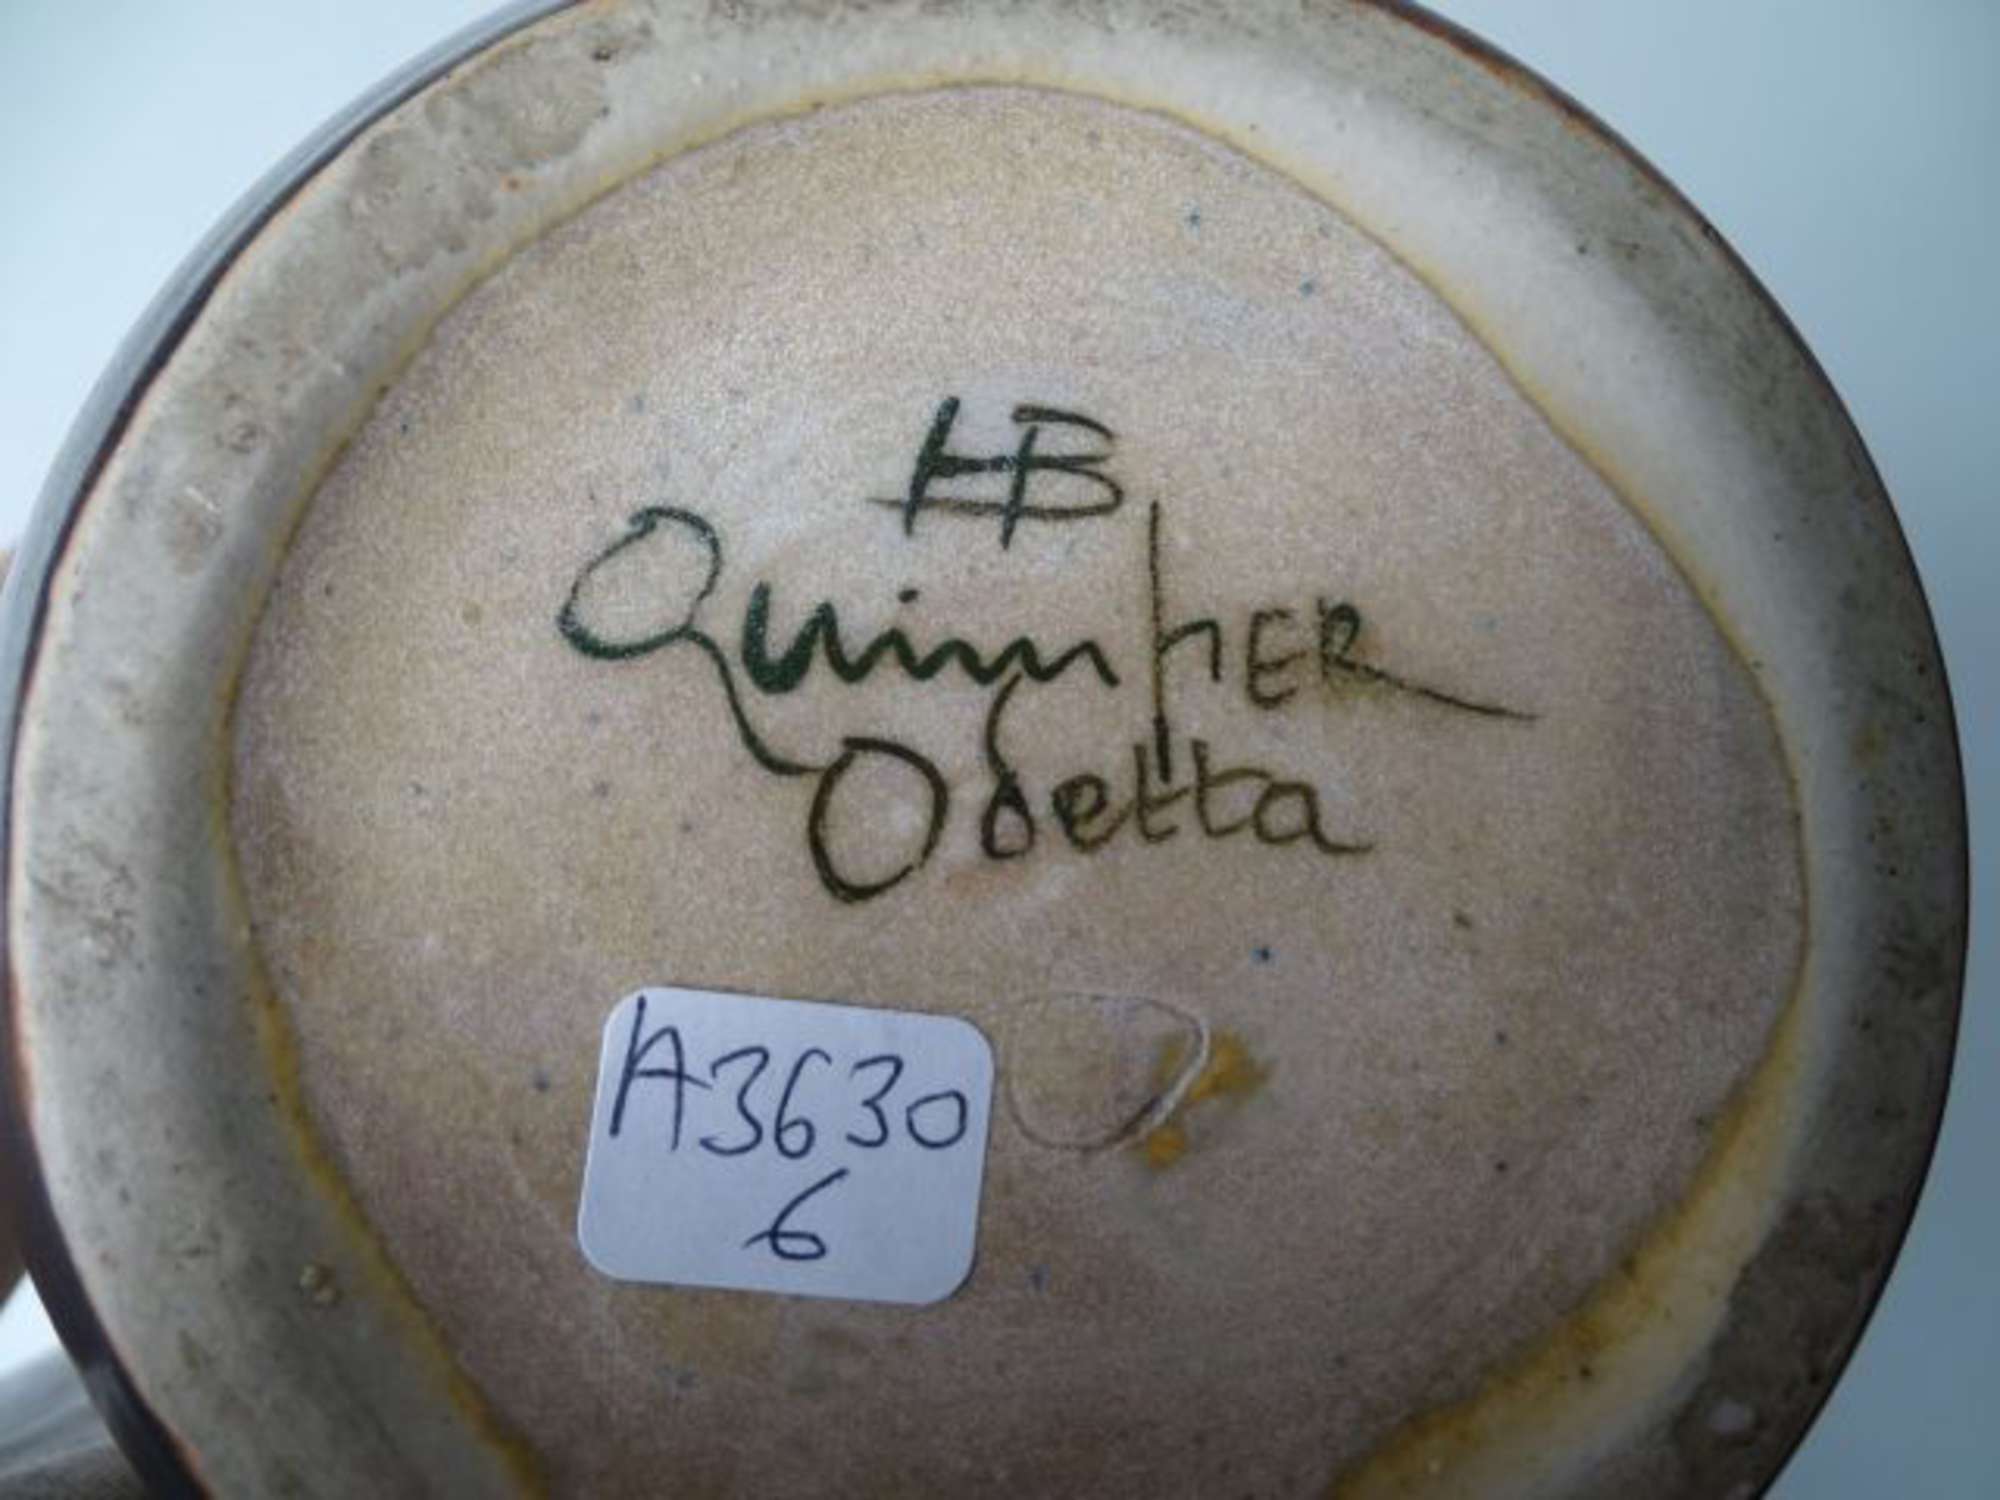 HB
QuimpER
Odetta
A3630
6